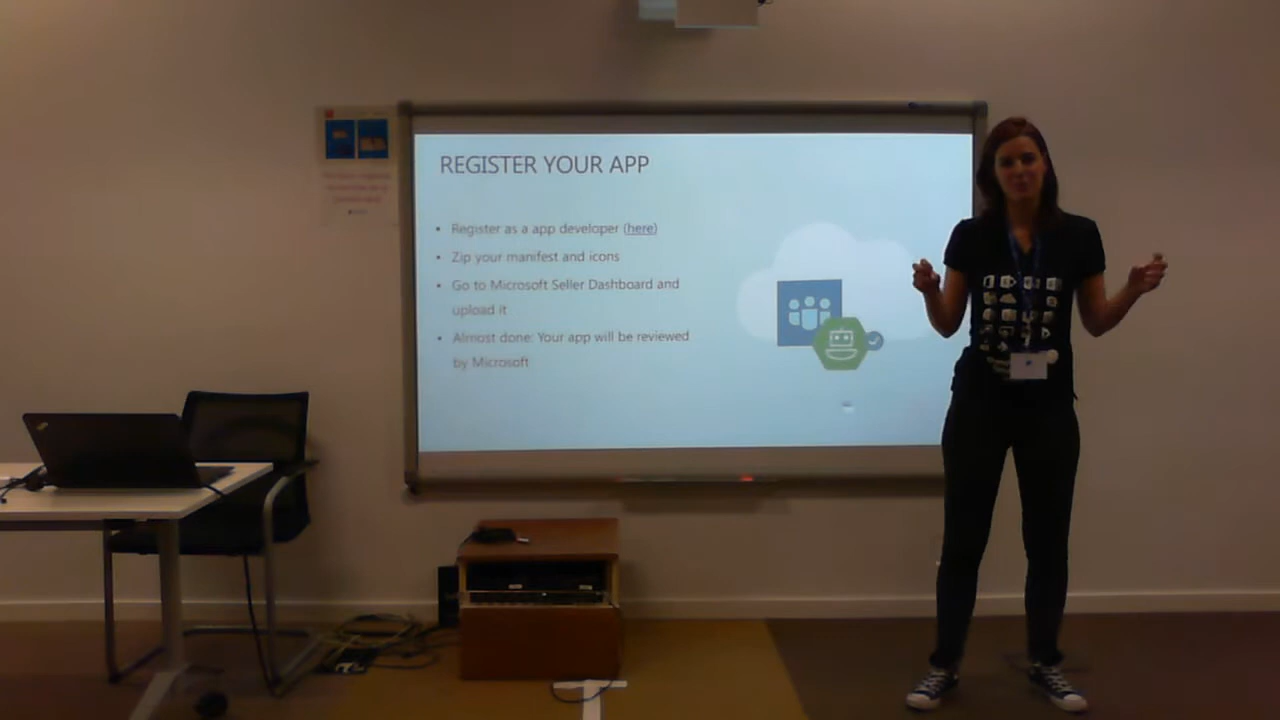 REGISTER YOUR APP
• Register as a app developer (here)
• Zip your manifest and icons
• Go to Microsoft Seller Dashboard and
upload it
• Almost done: Your app will be reviewed
by Microsoft